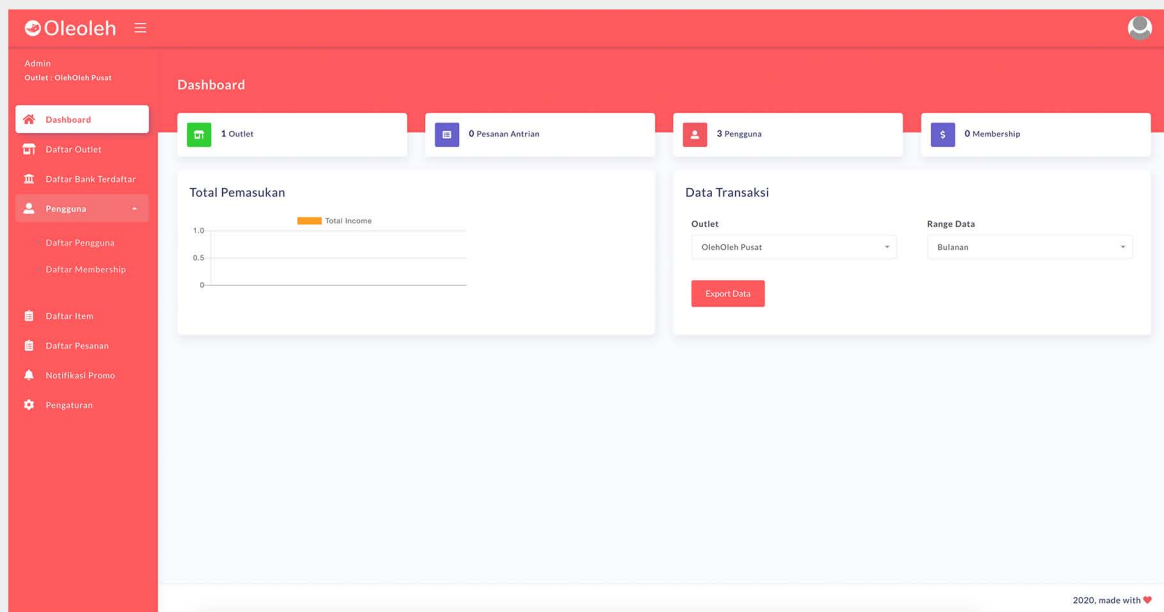 Oleoleh
Admin
Outlet : OlehOleh Pusat
Dashboard
Daftar Outlet
Daftar Bank Terdaftar
Pengguna
Daftar Pengguna
Daftar Membership
Daftar Item
Daftar Pesanan
Notifikasi Promo
Pengaturan
Dashboard
1 Outlet
0 Pesanan Antrian
3 Pengguna
0 Membership
Total Pemasukan
Total Income
1.0
0.5
0
Data Transaksi
Outlet
OlehOleh Pusat
Range Data
Bulanan
Export Data
2020, made with